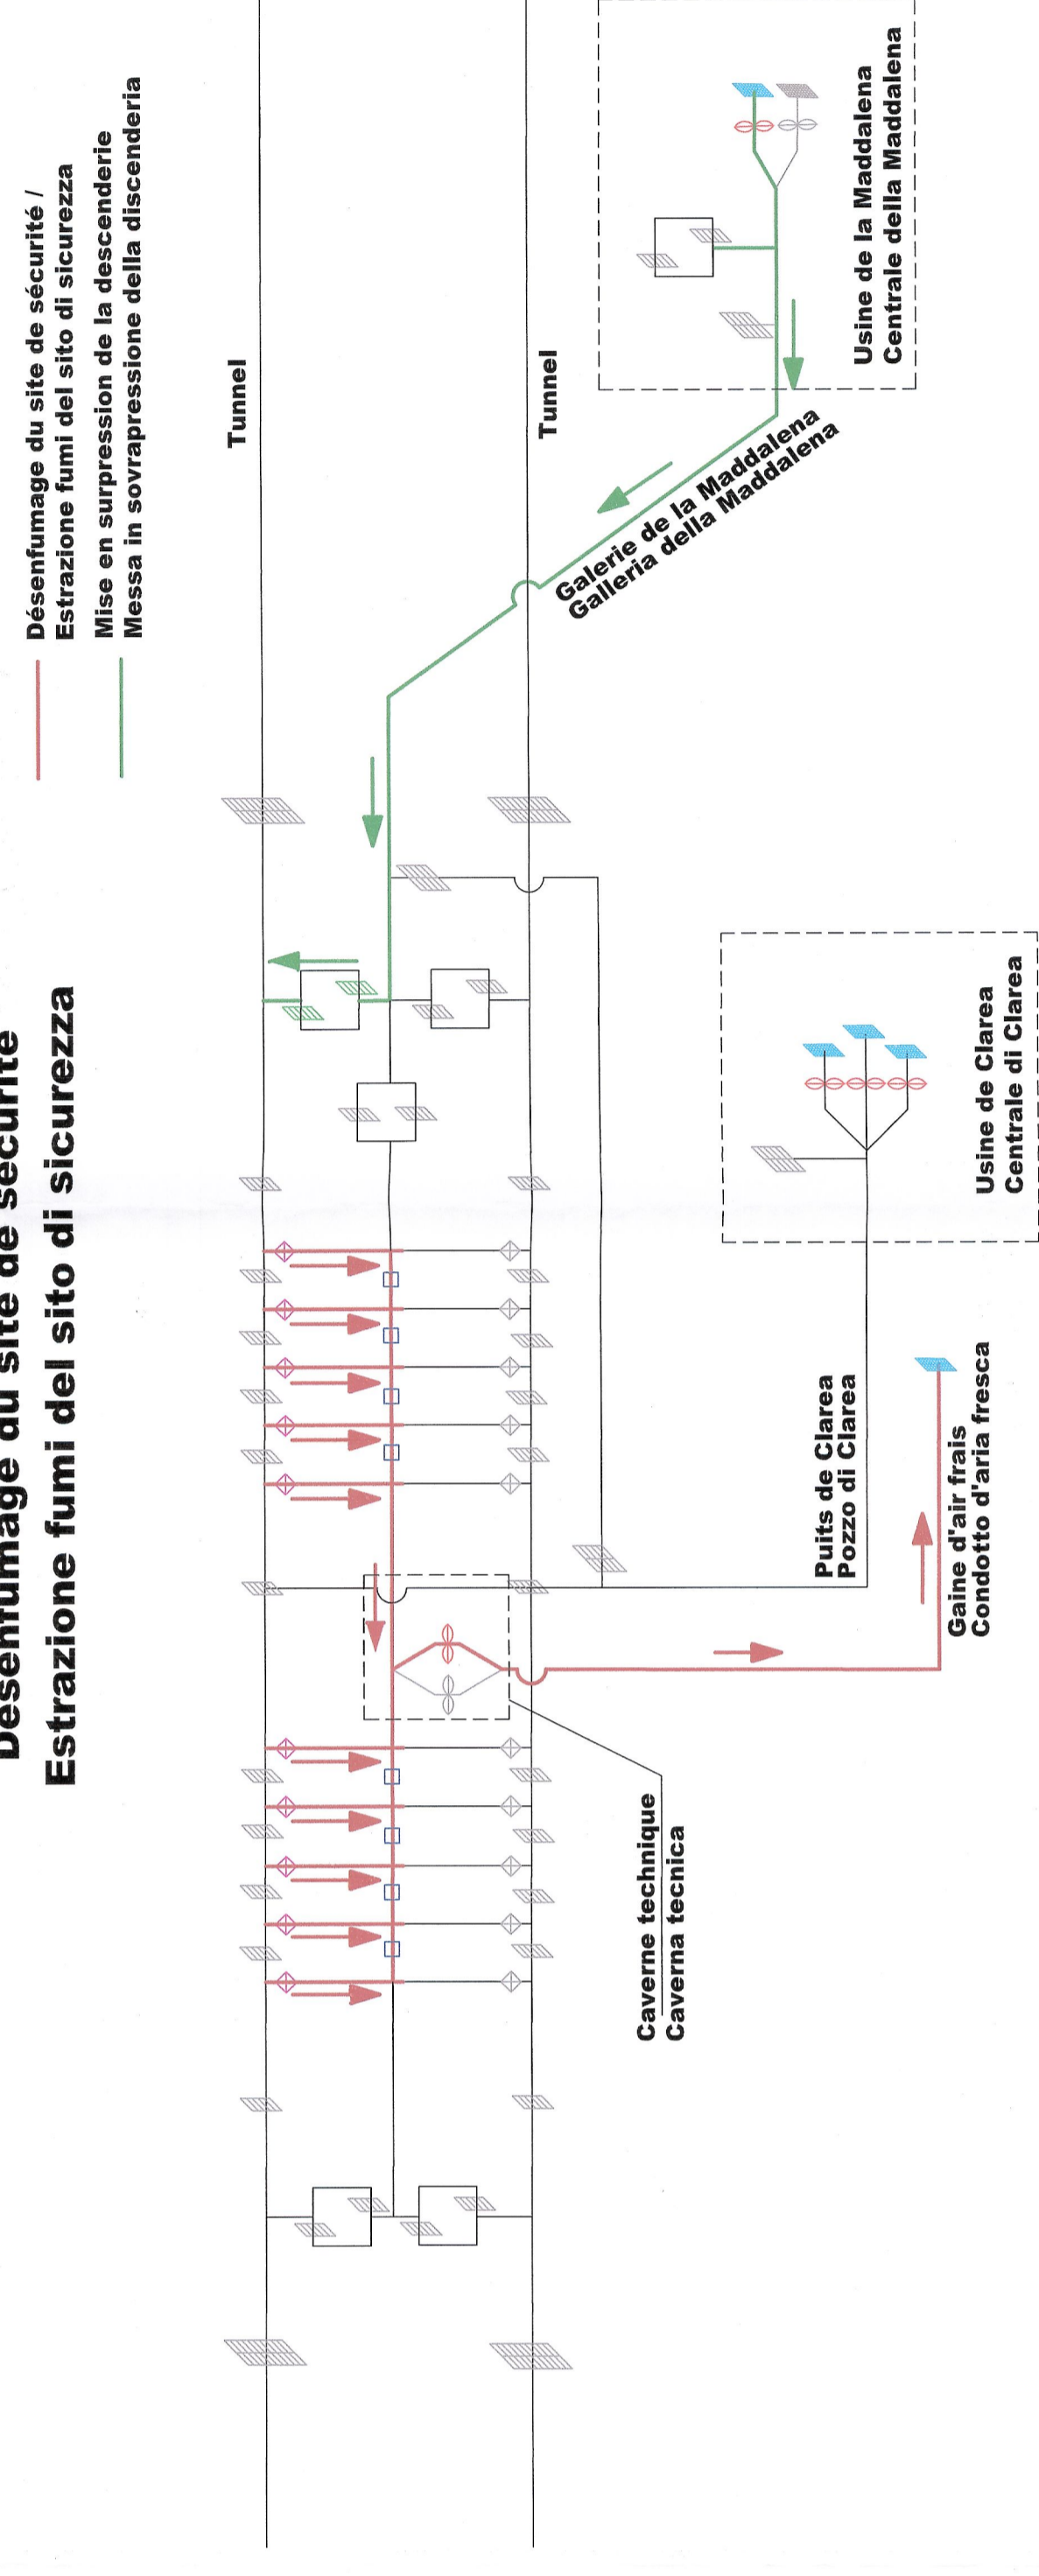 Désenfumage du site de sécurité
Estrazione fumi del sito di sicurezza
Désenfumage du site de sécurité /
Estrazione fumi del sito di sicurezza
Mise en surpression de la descenderie
Messa in sovrapressione della discenderia
Tunnel
Tunnel
Galerie de la Maddalena
Galleria della Maddalena
Usine de la Maddalena
Centrale della Maddalena
Usine de Clarea
Centrale di Clarea
Puits de Clarea
Pozzo di Clarea
Gaine d'air frais
Condotto d'aria fresca
Caverne technique
Caverna tecnica